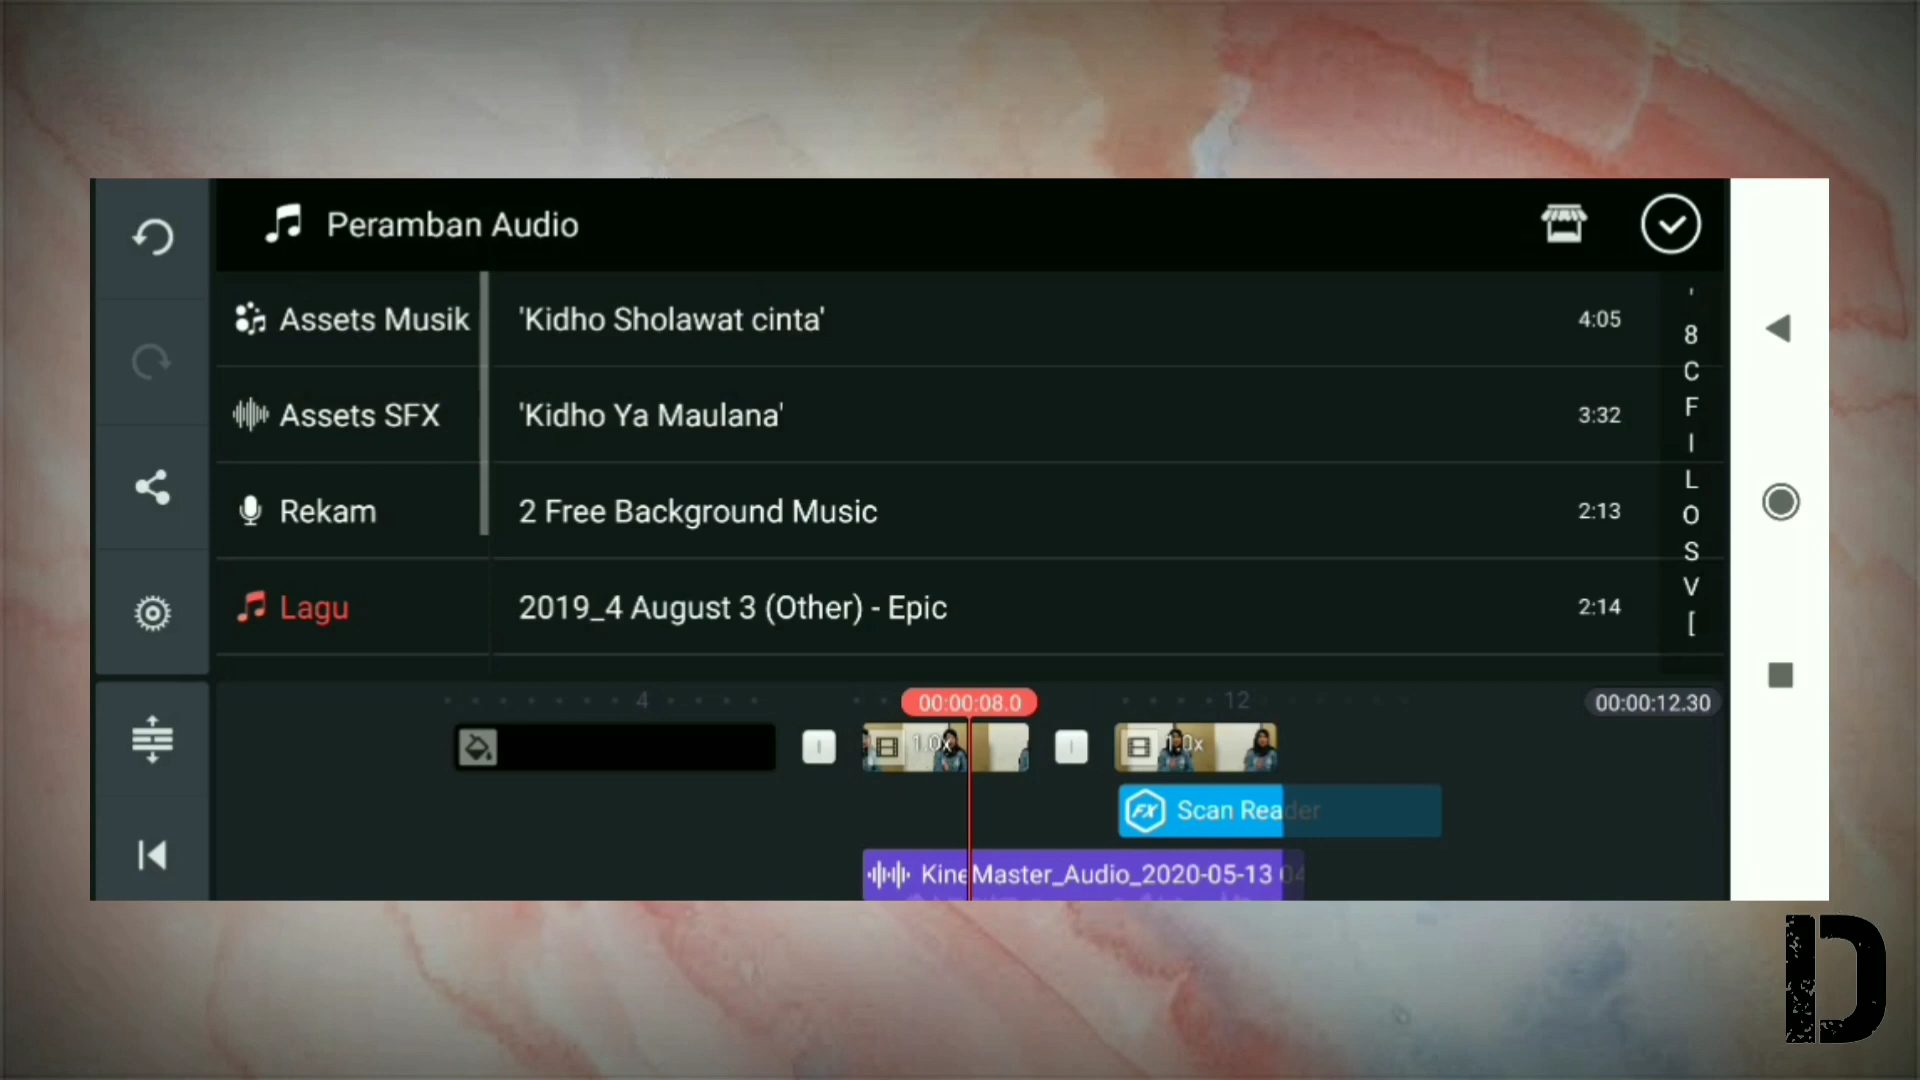 Peramban Audio
Assets Musik
'Kidho Sholawat cinta'
4:05
Assets SFX
'Kidho Ya Maulana'
3:32
Rekam
2 Free Background Music
2:13
Lagu
2019_4 August 3 (Other) - Epic
2:14
'
8
C
F
I
L
O
S
V
[
4
00:00:08.0
12
00:00:12.30
1.0x
1.0x
FX Scan Reader
KineMaster_Audio_2020-05-13 04
D